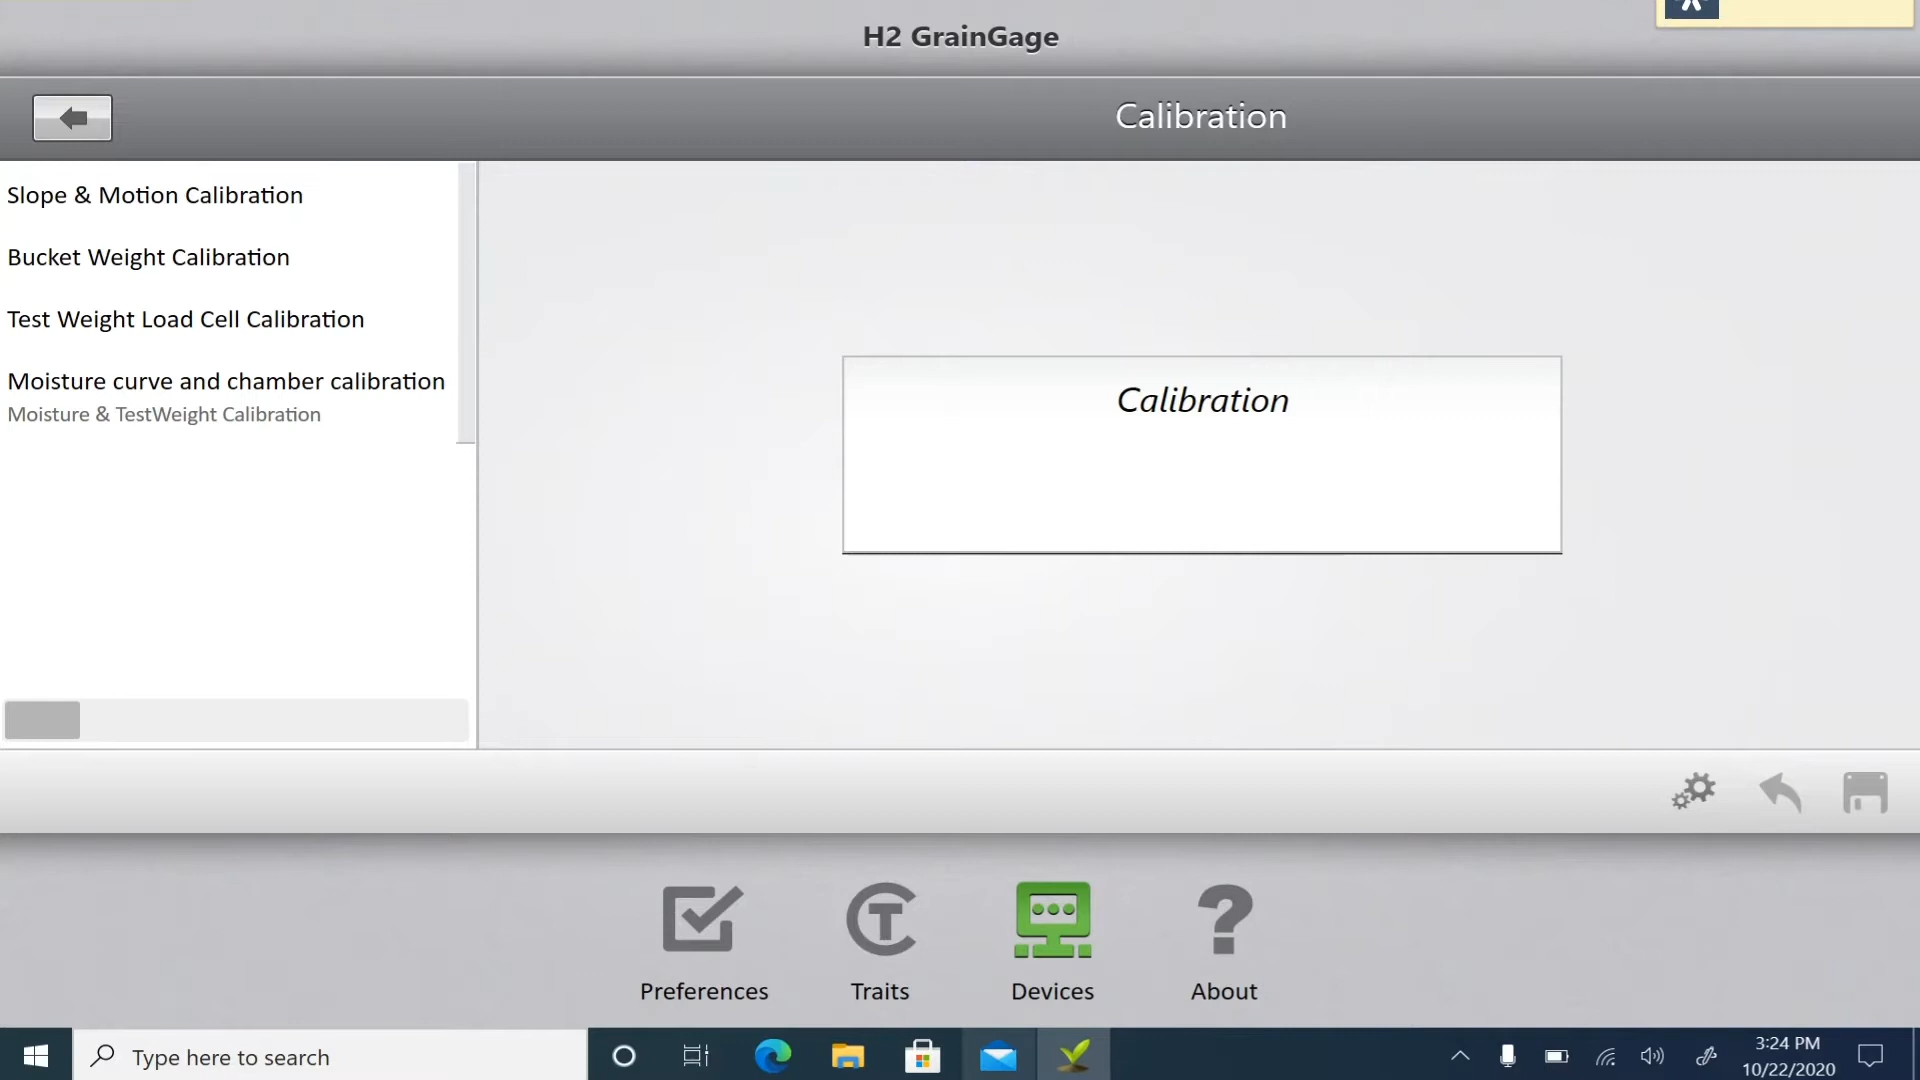 H2 GrainGage
Calibration
Slope & Motion Calibration
Bucket Weight Calibration
Test Weight Load Cell Calibration
Moisture curve and chamber calibration
Moisture & TestWeight Calibration
Calibration
Preferences
Traits
Devices
About
Type here to search
3:24 PM
10/22/2020